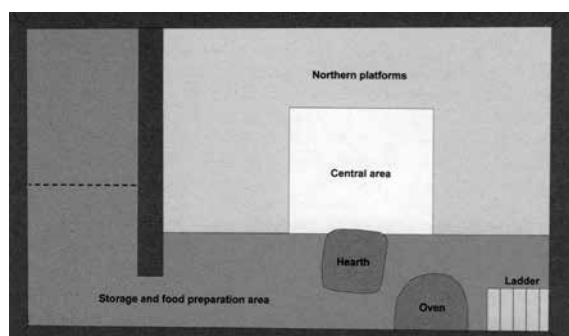 Northern platforms
Central area
Hearth
Ladder
Storage and food preparation area
Oven